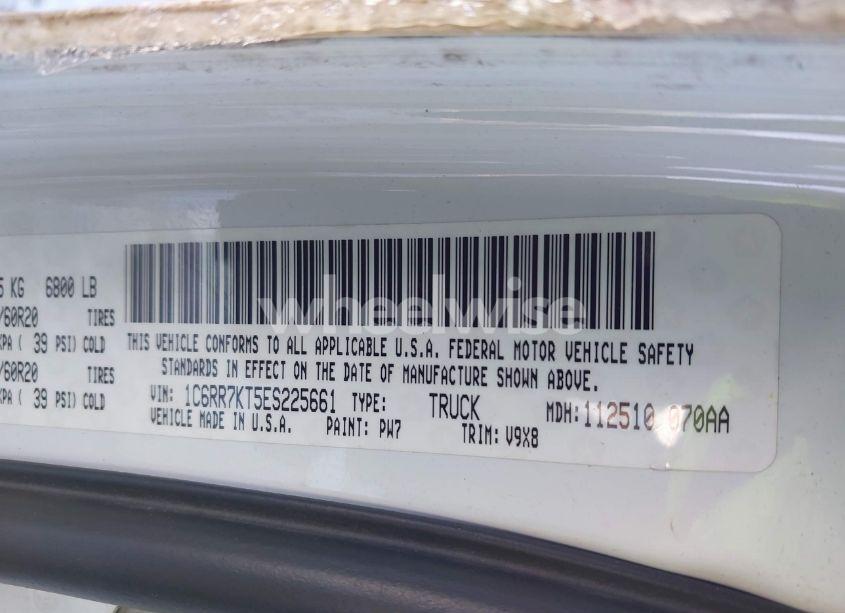 5 KG 6800 LB
/60R20 TIRES
KPA ( 39 PSI) COLD
/60R20 TIRES
KPA ( 39 PSI) COLD
wheelwise
THIS VEHICLE CONFORMS TO ALL APPLICABLE U.S.A. FEDERAL MOTOR VEHICLE SAFETY
STANDARDS IN EFFECT ON THE DATE OF MANUFACTURE SHOWN ABOVE.
VIN: 1C6RR7KT5ES225661 TYPE: TRUCK MDH: 112510 070AA
VEHICLE MADE IN U.S.A. PAINT: PW7 TRIM: V9X8